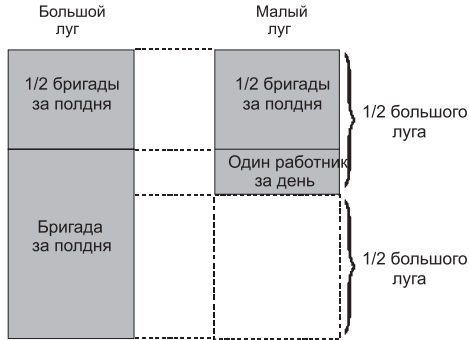 Большой
луг
Малый
луг
1/2 бригады
за полдня
1/2 бригады
за полдня
1/2 большого
луга
Один работник
за день
Бригада
за полдня
1/2 большого
луга